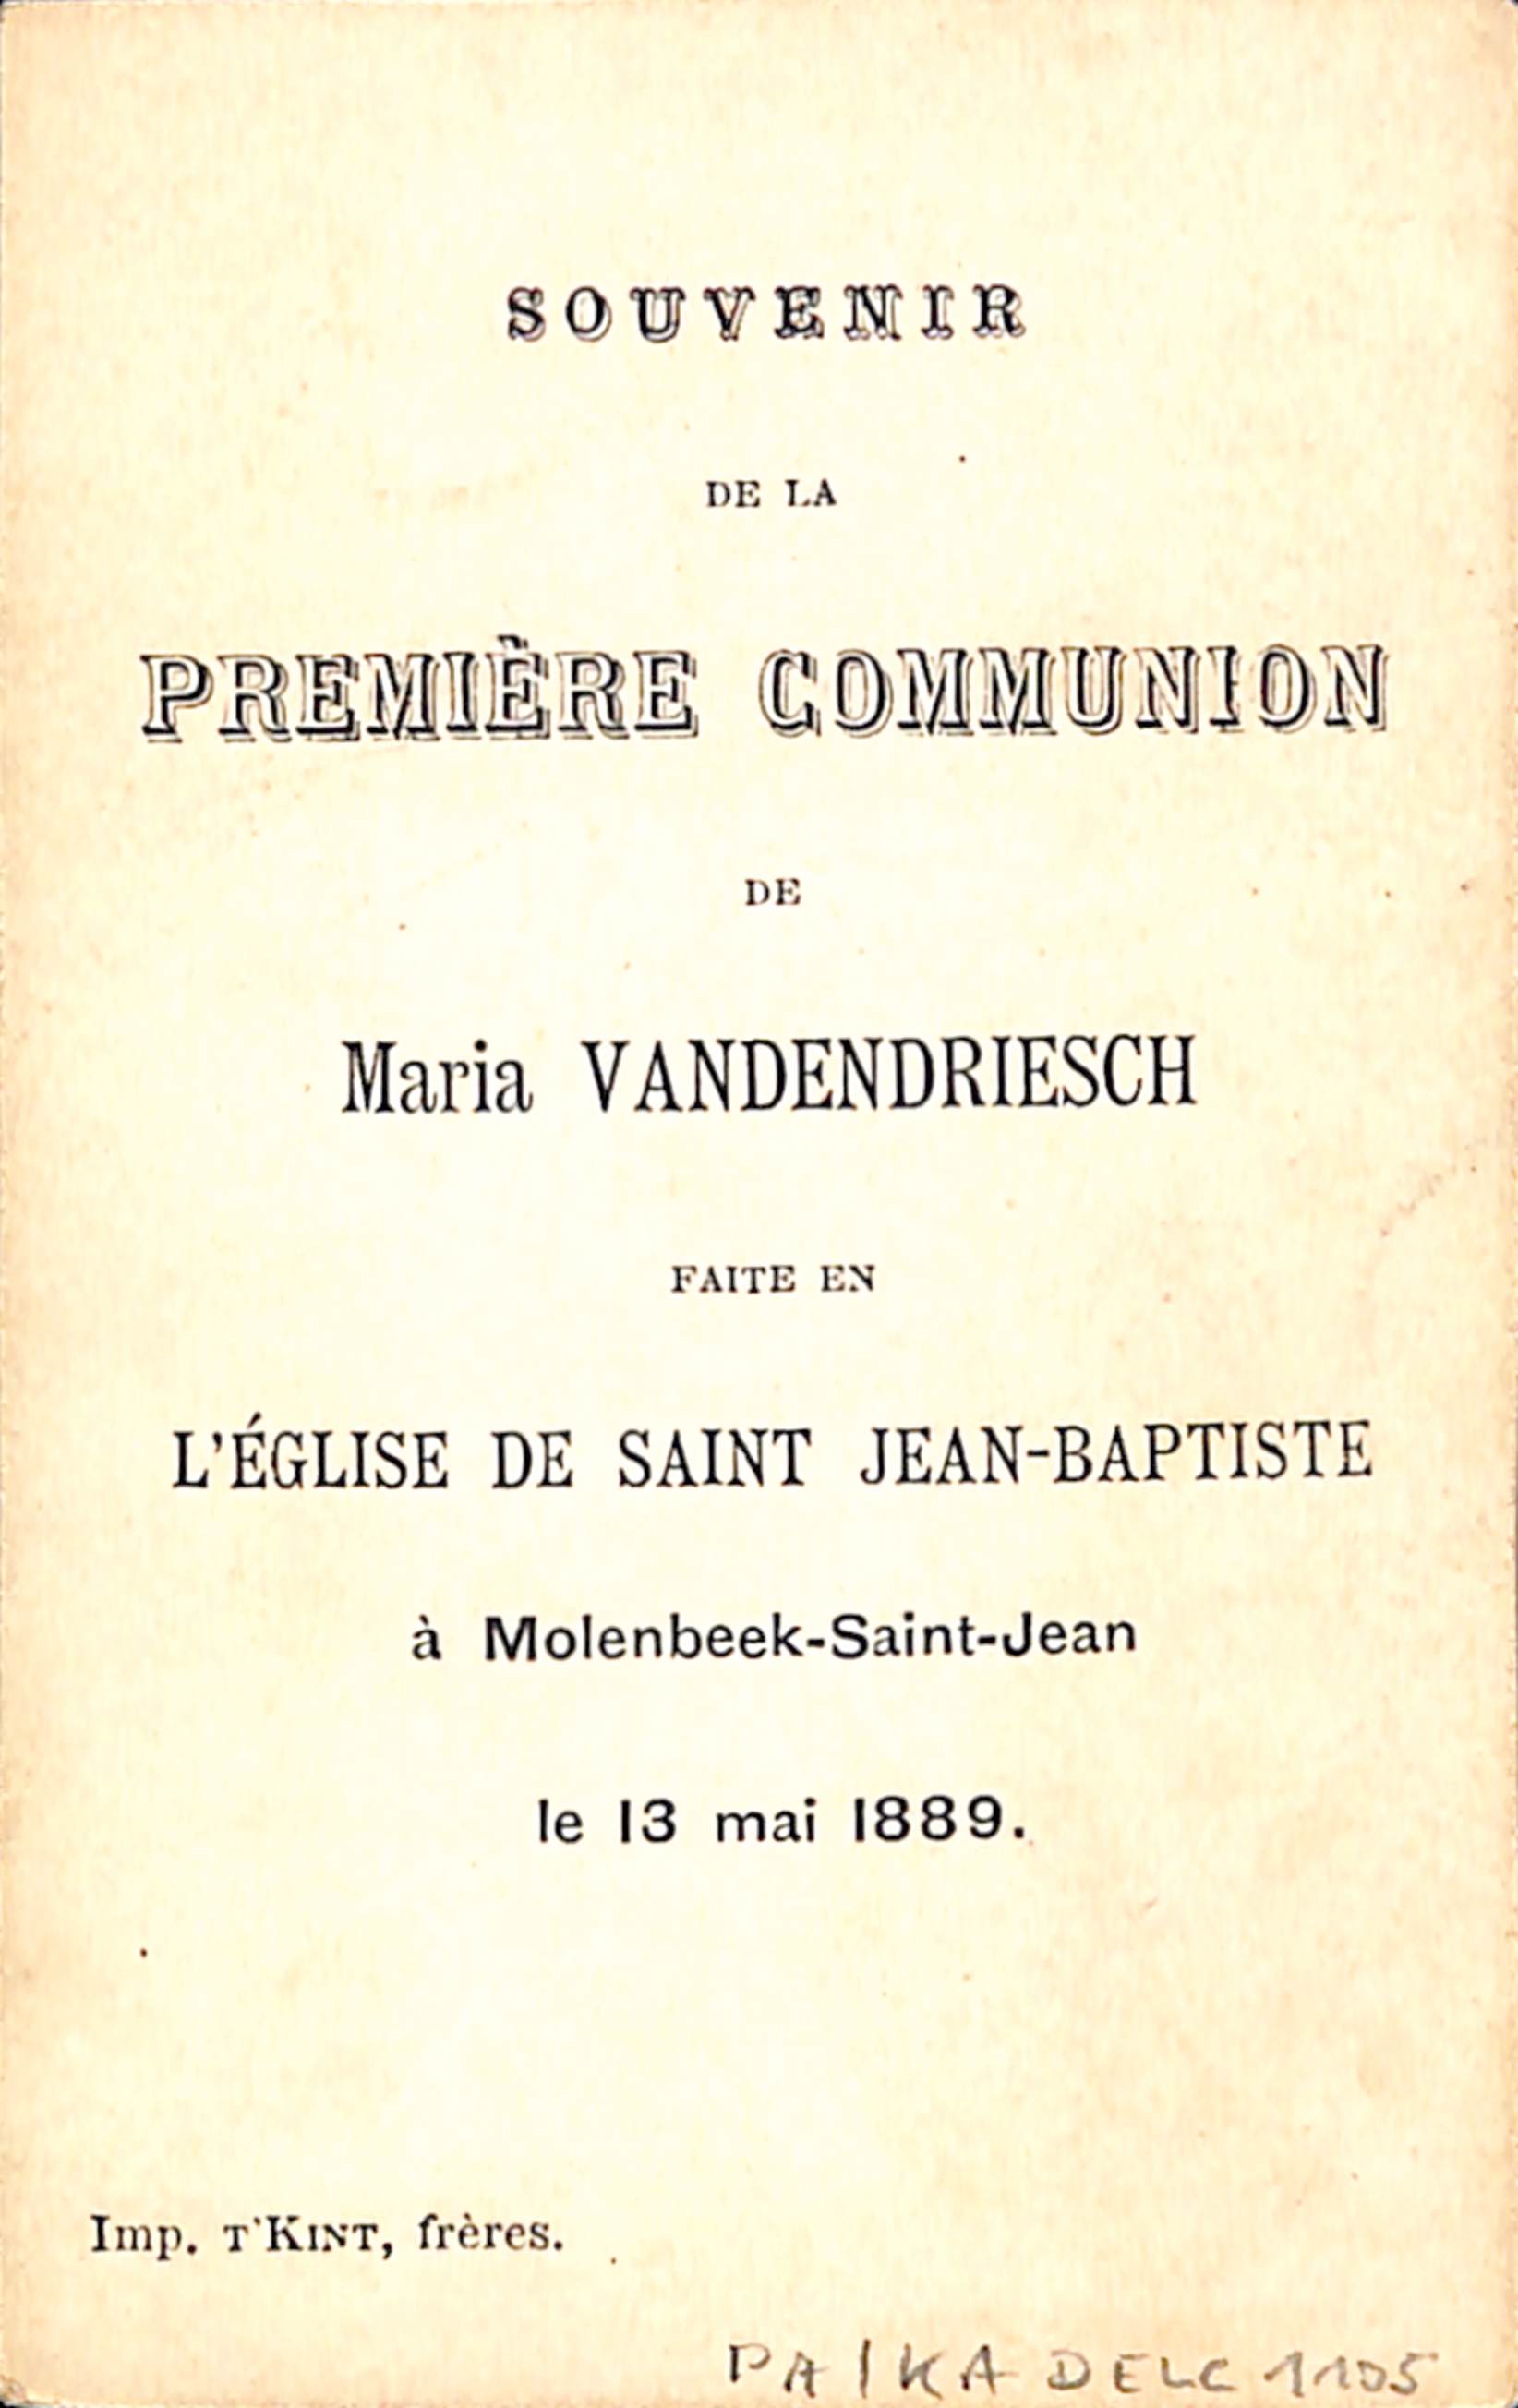 SOUVENIR
DE LA
PREMIÈRE COMMUNION
DE
Maria VANDENDRIESCH
FAITE EN
L'ÉGLISE DE SAINT JEAN-BAPTISTE
à Molenbeek-Saint-Jean
le 13 mai 1889.
Imp. T'KINT, frères.
PA/KA DELC 1105